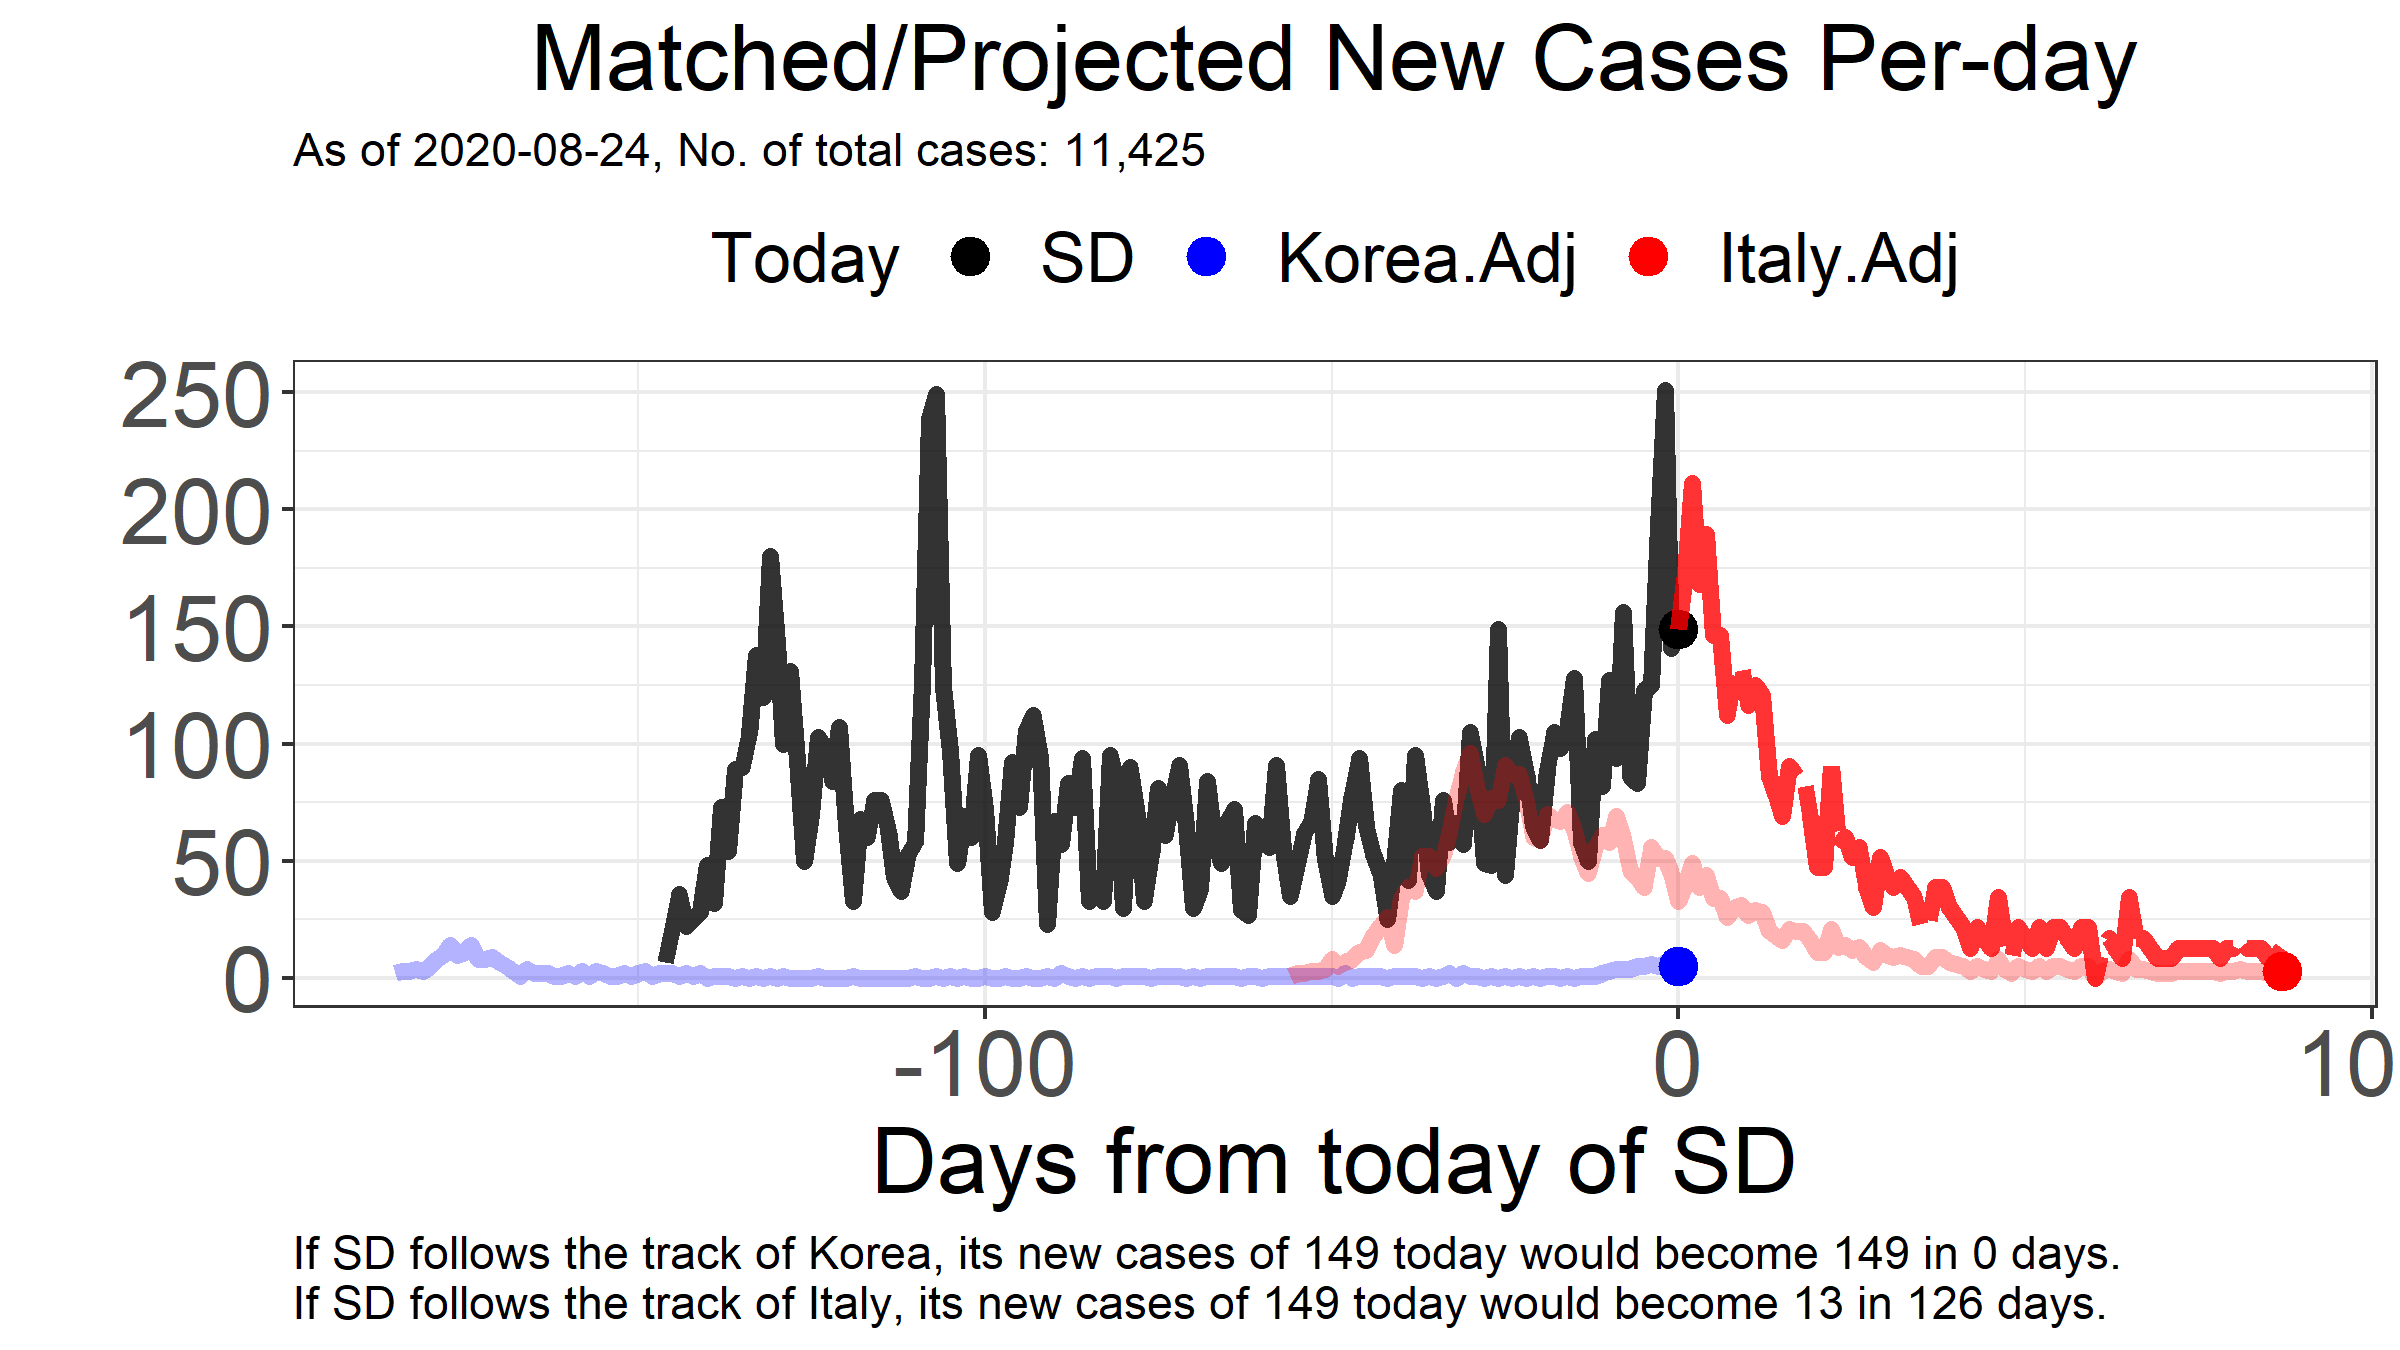 Matched/Projected New Cases Per-day
As of 2020-08-24, No. of total cases: 11,425
Today SD Korea.Adj Italy.Adj
250
200
150
100
50
0
-100 0 10
Days from today of SD
If SD follows the track of Korea, its new cases of 149 today would become 149 in 0 days.
If SD follows the track of Italy, its new cases of 149 today would become 13 in 126 days.